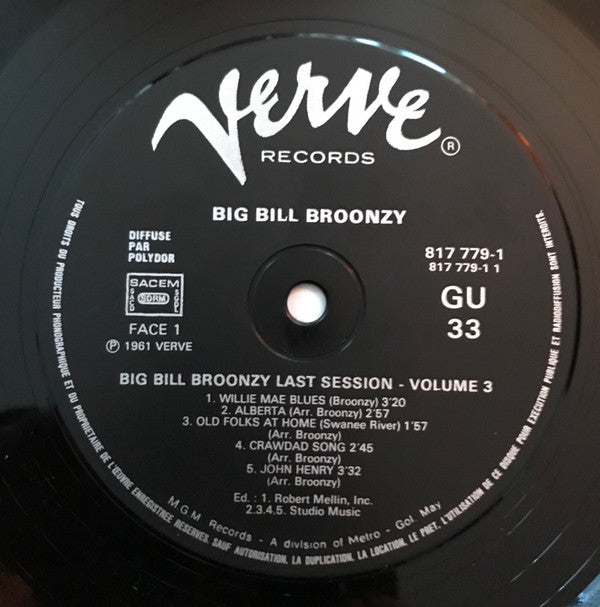 Verve ®
RECORDS
BIG BILL BROONZY
DIFFUSE
PAR
POLYDOR
817 779-1
817 779-1 1
SACEM
SACD SDRM SGDL
GU
33
FACE 1
℗ 1961 VERVE
BIG BILL BROONZY LAST SESSION - VOLUME 3
1. WILLIE MAE BLUES (Broonzy) 3'20
2. ALBERTA (Arr. Broonzy) 2'57
3. OLD FOLKS AT HOME (Swanee River) 1'57
(Arr. Broonzy)
4. CRAWDAD SONG 2'45
(Arr. Broonzy)
5. JOHN HENRY 3'32
(Arr. Broonzy)
Ed. : 1. Robert Mellin, Inc.
2.3.4.5. Studio Music
M.G.M. Records - A division of Metro - Gol. May
TOUS DROITS DU PRODUCTEUR PHONOGRAPHIQUE ET DU PROPRIETAIRE DE L'ŒUVRE ENREGISTREE RESERVES. SAUF AUTORISATION, LA DUPLICATION, LA LOCATION, LE PRET, L'UTILISATION DE CE DISQUE POUR EXECUTION PUBLIQUE ET RADIODIFFUSION SONT INTERDITS.